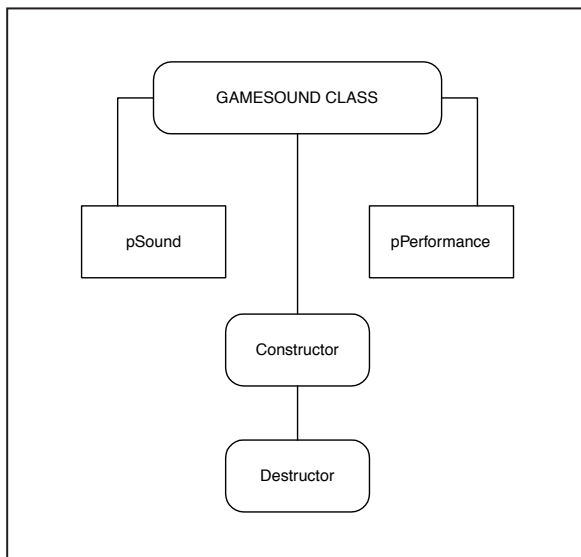 GAMESOUND CLASS
pSound
pPerformance
Constructor
Destructor